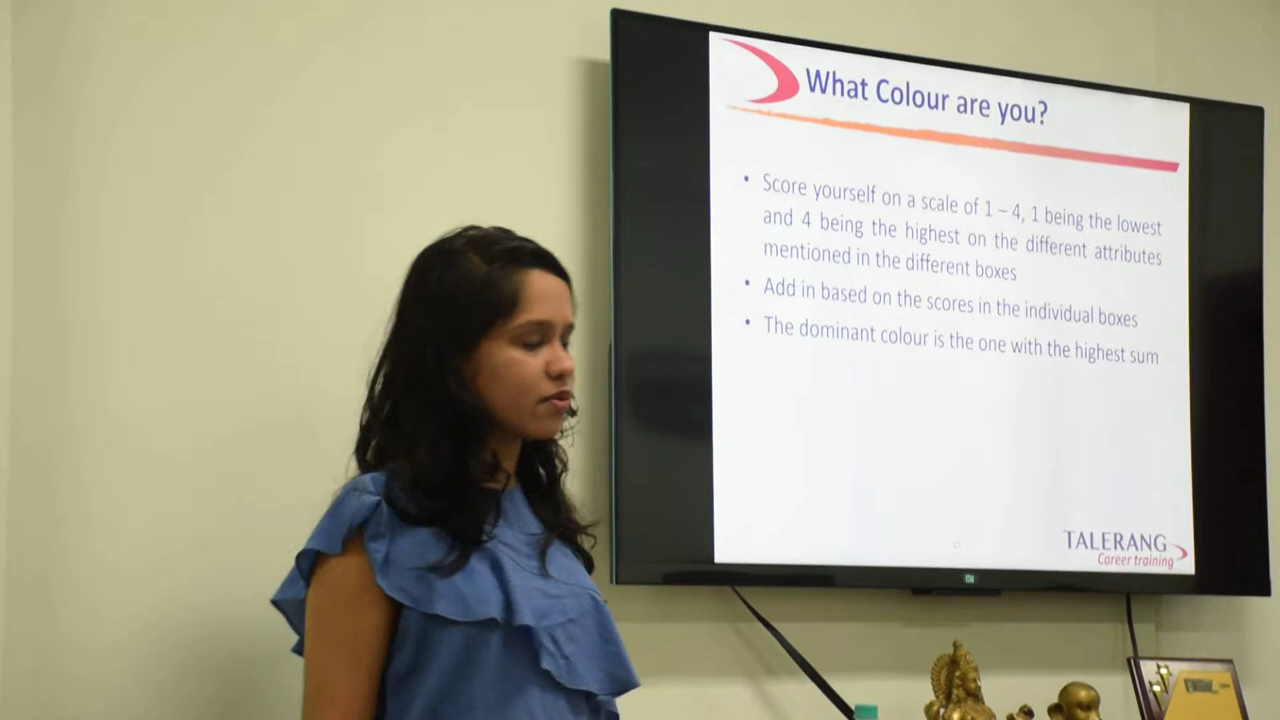 What Colour are you?
• Score yourself on a scale of 1 – 4, 1 being the lowest
and 4 being the highest on the different attributes
mentioned in the different boxes
• Add in based on the scores in the individual boxes
• The dominant colour is the one with the highest sum
TALERANG
Career training
mi